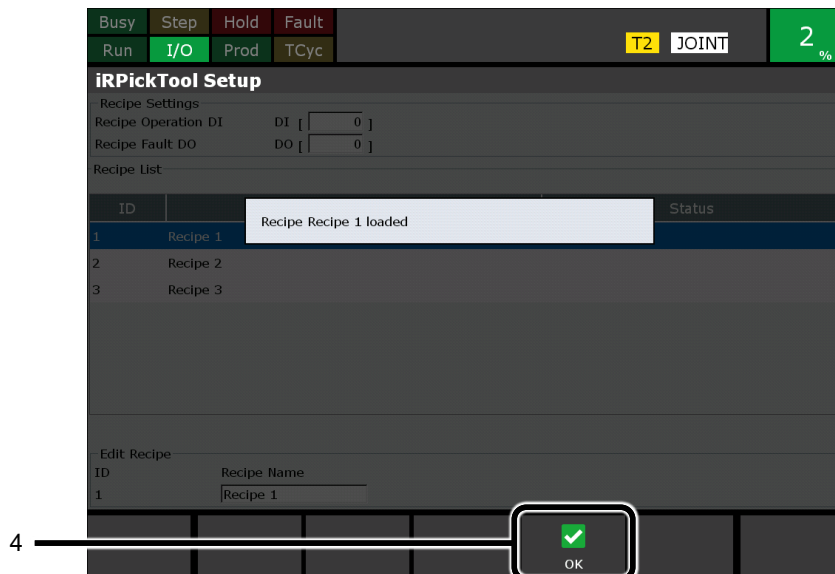 Busy Step Hold Fault
Run I/O Prod TCyc
T2 JOINT
2 %
iRPickTool Setup
Recipe Settings
Recipe Operation DI DI [ 0 ]
Recipe Fault DO DO [ 0 ]
Recipe List
ID Status
Recipe Recipe 1 loaded
1 Recipe 1
2 Recipe 2
3 Recipe 3
Edit Recipe
ID Recipe Name
1 Recipe 1
4
OK